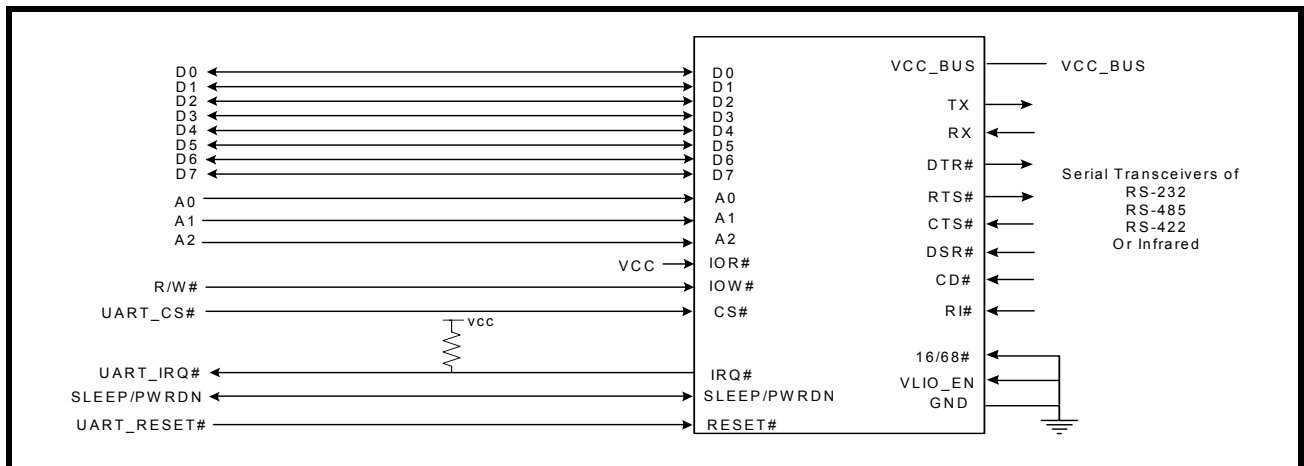 D0
D1
D2
D3
D4
D5
D6
D7
A0
A1
A2
R/W#
UART_CS#
UART_IRQ#
SLEEP/PWRDN
UART_RESET#
VCC
vcc
D0
D1
D2
D3
D4
D5
D6
D7
A0
A1
A2
IOR#
IOW#
CS#
IRQ#
SLEEP/PWRDN
RESET#
VCC_BUS
TX
RX
DTR#
RTS#
CTS#
DSR#
CD#
RI#
16/68#
VLIO_EN
GND
VCC_BUS
Serial Transceivers of
RS-232
RS-485
RS-422
Or Infrared